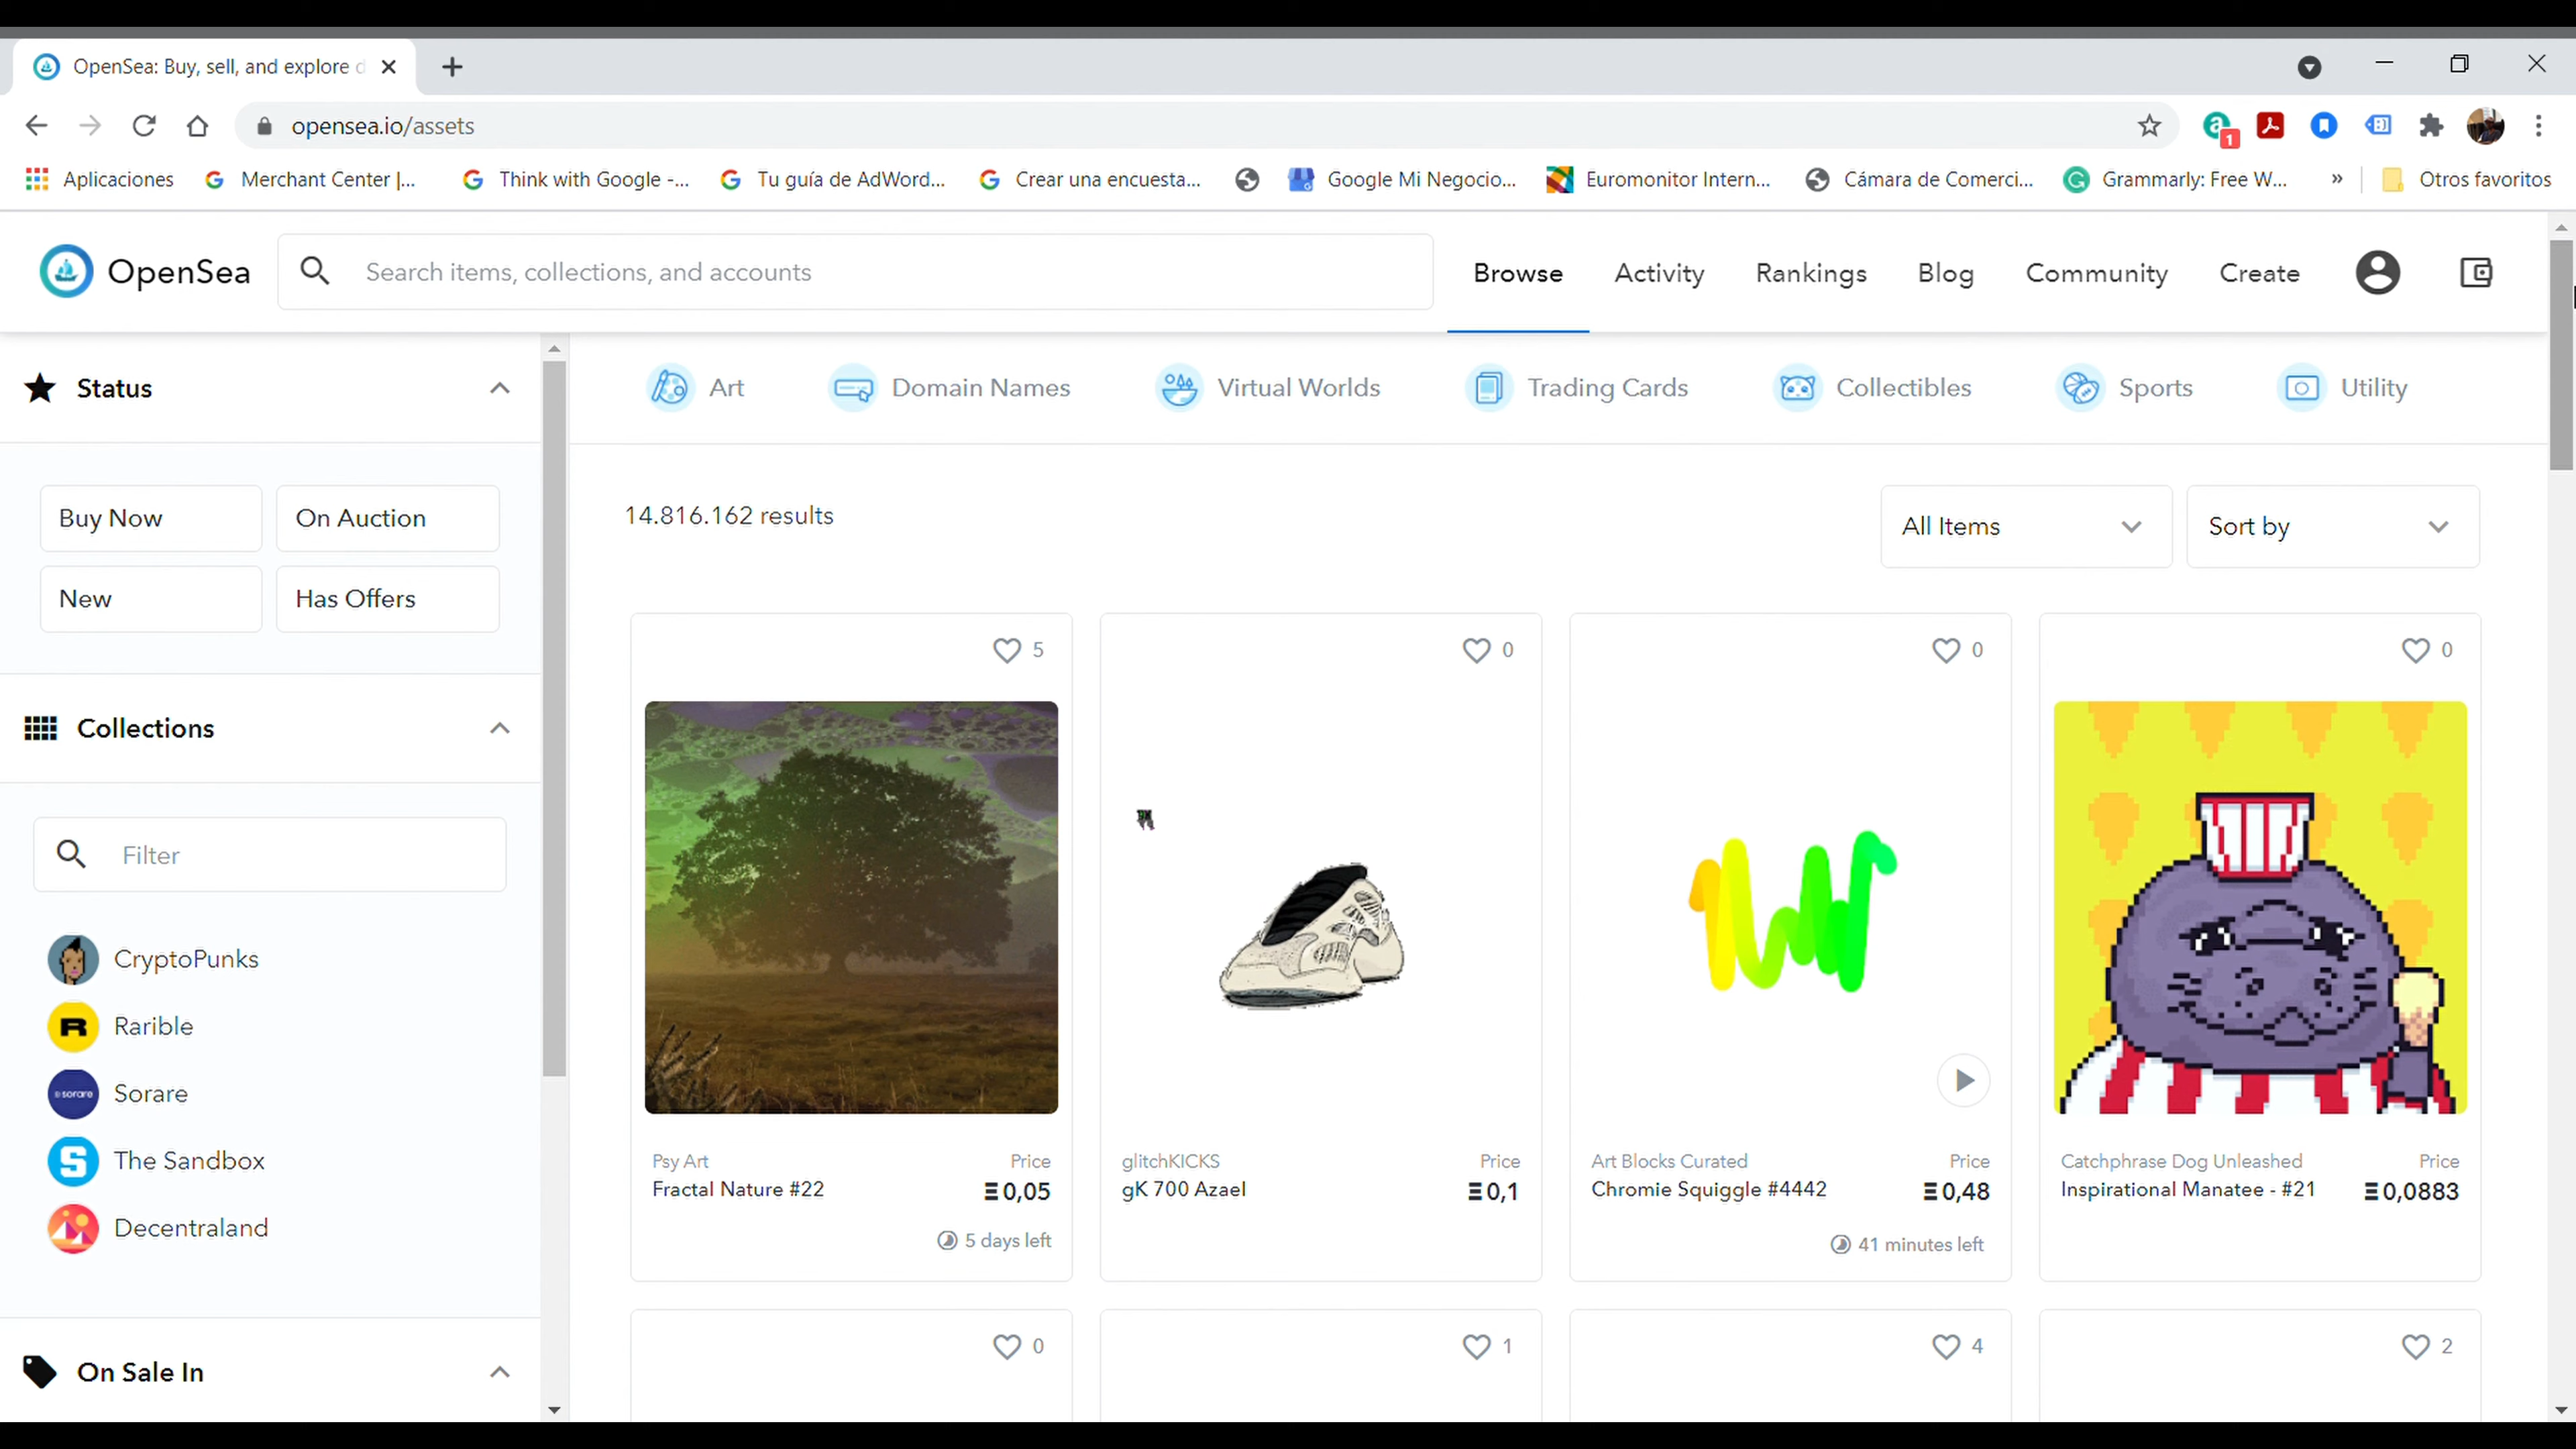 OpenSea: Buy, sell, and explore d
opensea.io/assets
1
Aplicaciones
Merchant Center |...
Think with Google -...
Tu guía de AdWord...
Crear una encuesta...
Google Mi Negocio...
Euromonitor Intern...
Cámara de Comerci...
Grammarly: Free W...
»
Otros favoritos
OpenSea
Search items, collections, and accounts
Browse
Activity
Rankings
Blog
Community
Create
Status
Buy Now
On Auction
New
Has Offers
Collections
Filter
CryptoPunks
Rarible
sorare
Sorare
The Sandbox
Decentraland
On Sale In
Art
Domain Names
Virtual Worlds
Trading Cards
Collectibles
Sports
Utility
14.816.162 results
All Items
Sort by
5
Psy Art
Fractal Nature #22
Price
0,05
5 days left
0
glitchKICKS
gK 700 Azael
Price
0,1
0
Art Blocks Curated
Chromie Squiggle #4442
Price
0,48
41 minutes left
0
Catchphrase Dog Unleashed
Inspirational Manatee - #21
Price
0,0883
0
1
4
2